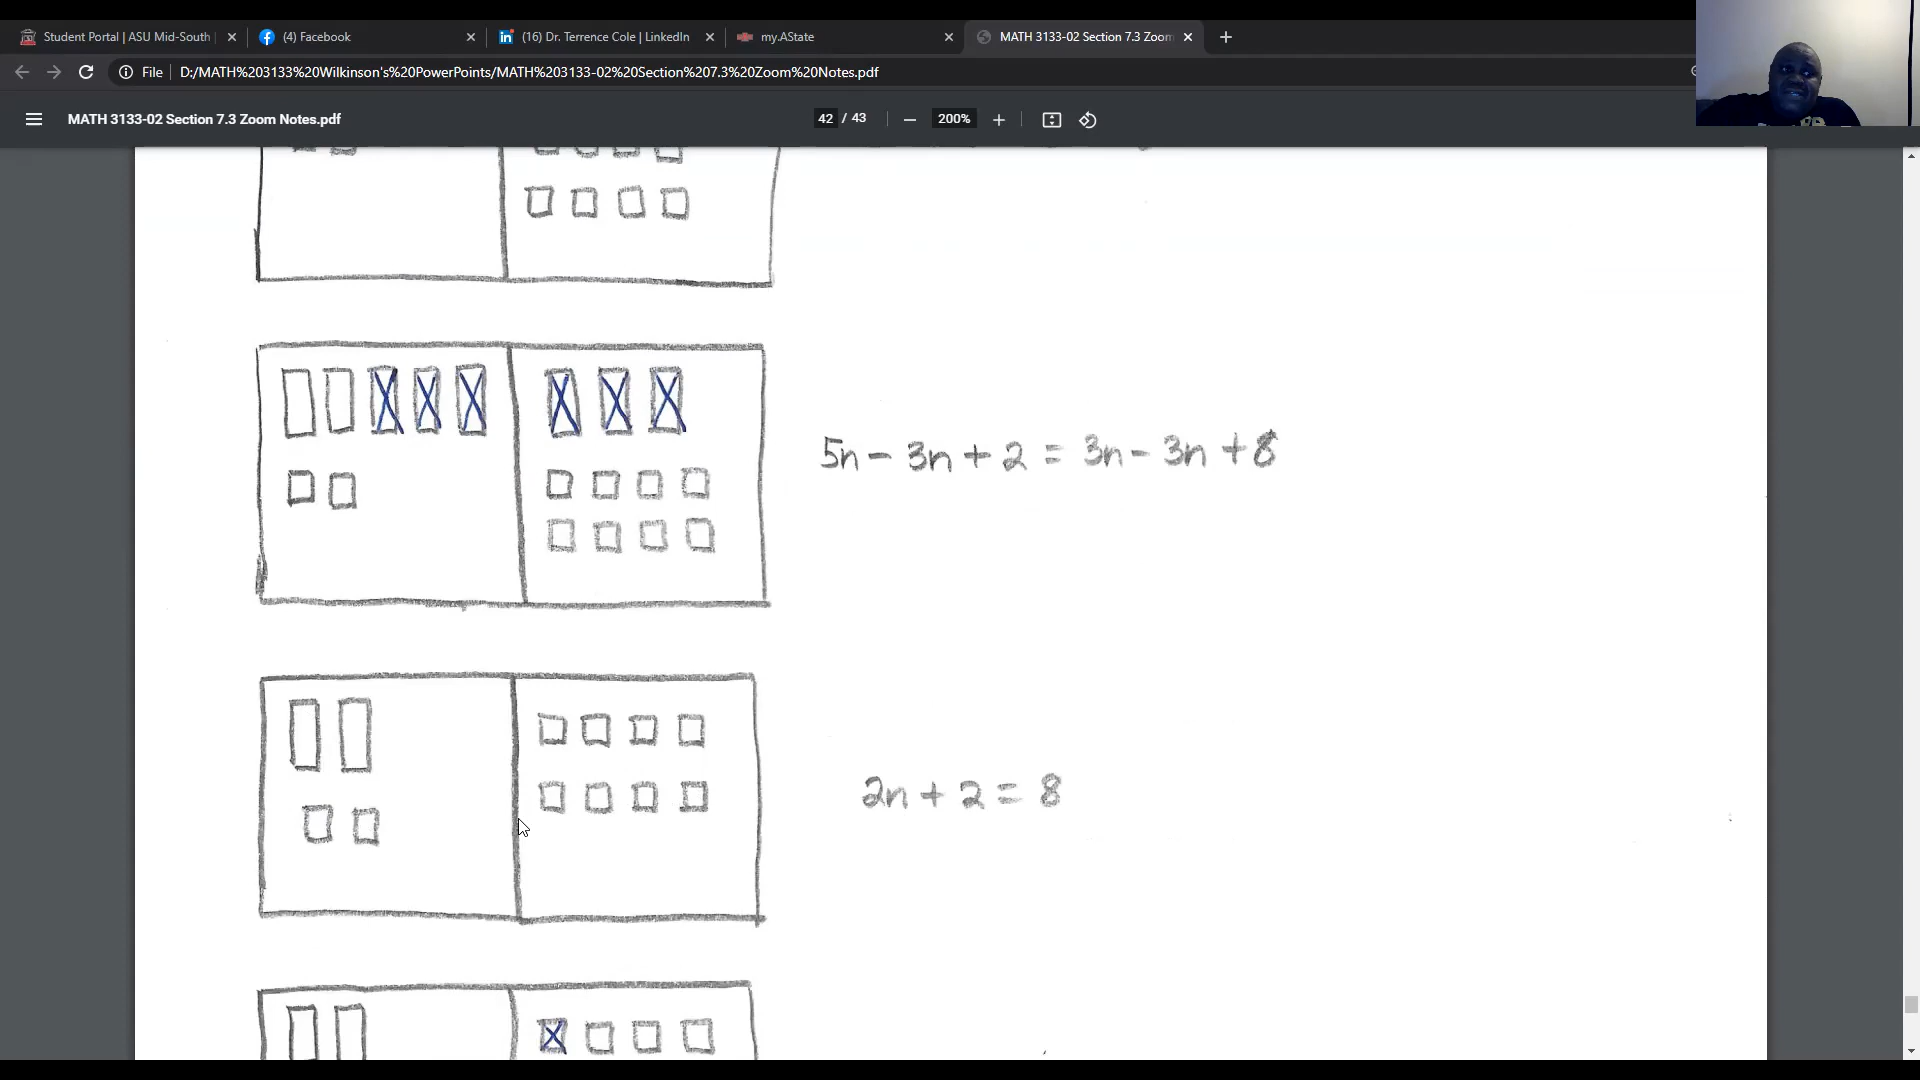 Student Portal | ASU Mid-South
(4) Facebook
(16) Dr. Terrence Cole | LinkedIn
my.AState
MATH 3133-02 Section 7.3 Zoom
File
D:/MATH%203133%20Wilkinson's%20PowerPoints/MATH%203133-02%20Section%207.3%20Zoom%20Notes.pdf
MATH 3133-02 Section 7.3 Zoom Notes.pdf
42 / 43
200%
5n - 3n + 2 = 3n - 3n + 8
2n + 2 = 8